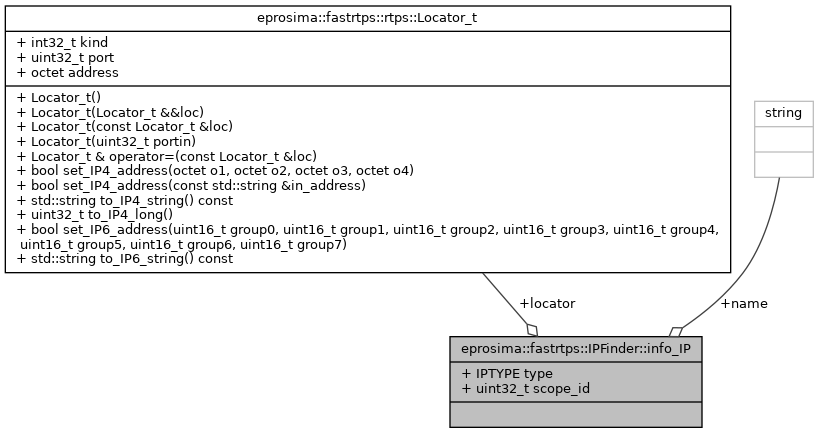 eprosima::fastrtps::rtps::Locator_t
+ int32_t kind
+ uint32_t port
+ octet address
+ Locator_t()
+ Locator_t(Locator_t &&loc)
+ Locator_t(const Locator_t &loc)
+ Locator_t(uint32_t portin)
+ Locator_t & operator=(const Locator_t &loc)
+ bool set_IP4_address(octet o1, octet o2, octet o3, octet o4)
+ bool set_IP4_address(const std::string &in_address)
+ std::string to_IP4_string() const
+ uint32_t to_IP4_long()
+ bool set_IP6_address(uint16_t group0, uint16_t group1, uint16_t group2, uint16_t group3, uint16_t group4,
uint16_t group5, uint16_t group6, uint16_t group7)
+ std::string to_IP6_string() const
string
+locator
+name
eprosima::fastrtps::IPFinder::info_IP
+ IPTYPE type
+ uint32_t scope_id